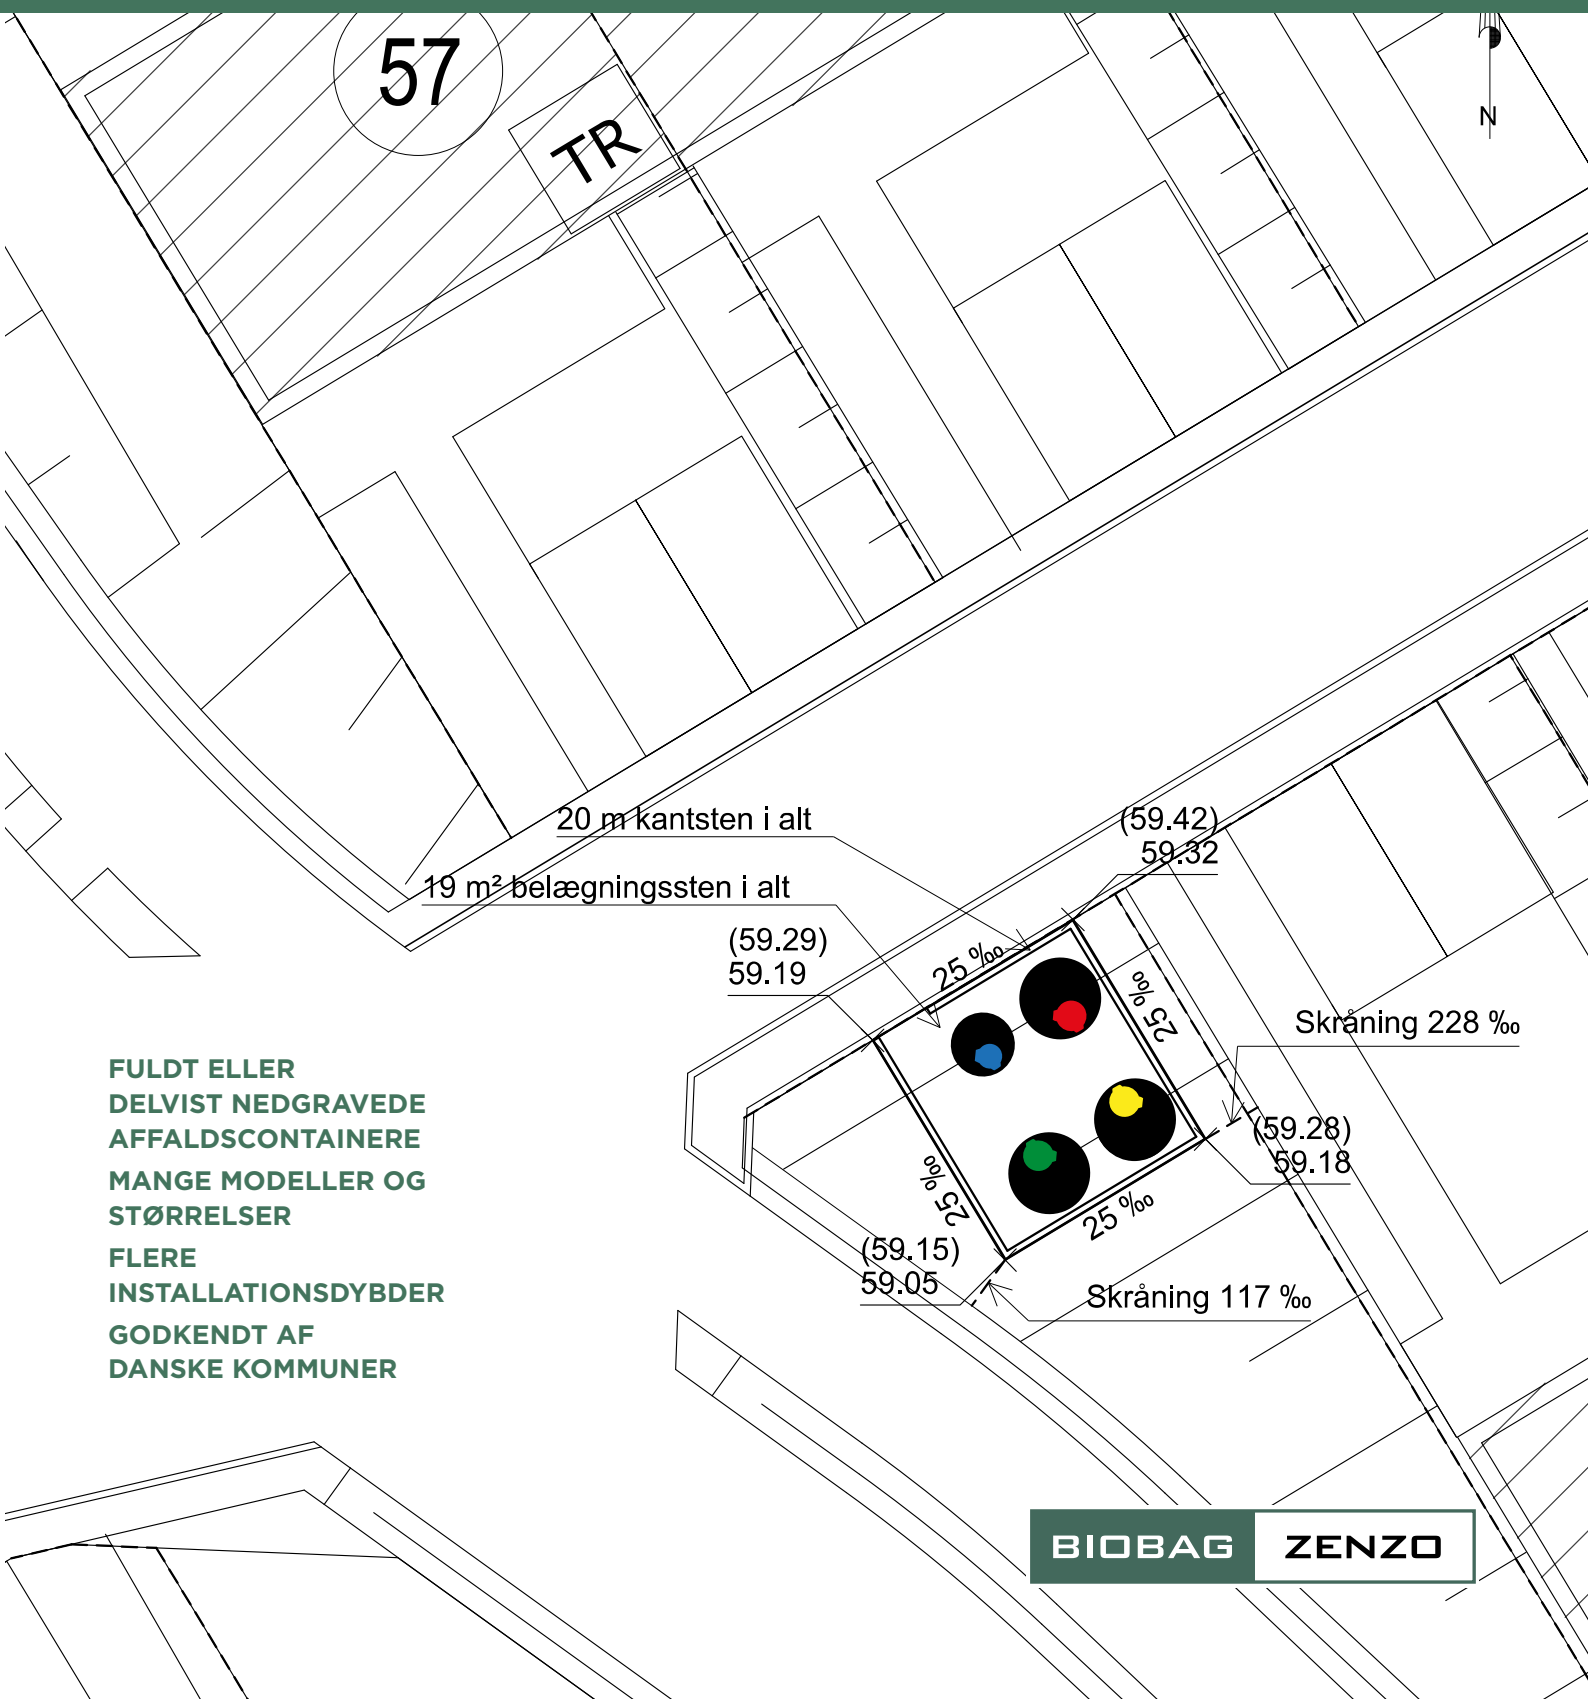 57
TR
N
20 m kantsten i alt
(59.42)
59.32
19 m² belægningssten i alt
(59.29)
59.19
25 ‰
25 ‰
Skråning 228 ‰
FULDT ELLER
DELVIST NEDGRAVEDE
AFFALDSCONTAINERE
MANGE MODELLER OG
STØRRELSER
FLERE
INSTALLATIONSDYBDER
GODKENDT AF
DANSKE KOMMUNER
(59.28)
59.18
25 ‰
25 ‰
(59.15)
59.05
Skråning 117 ‰
BIOBAG ZENZO